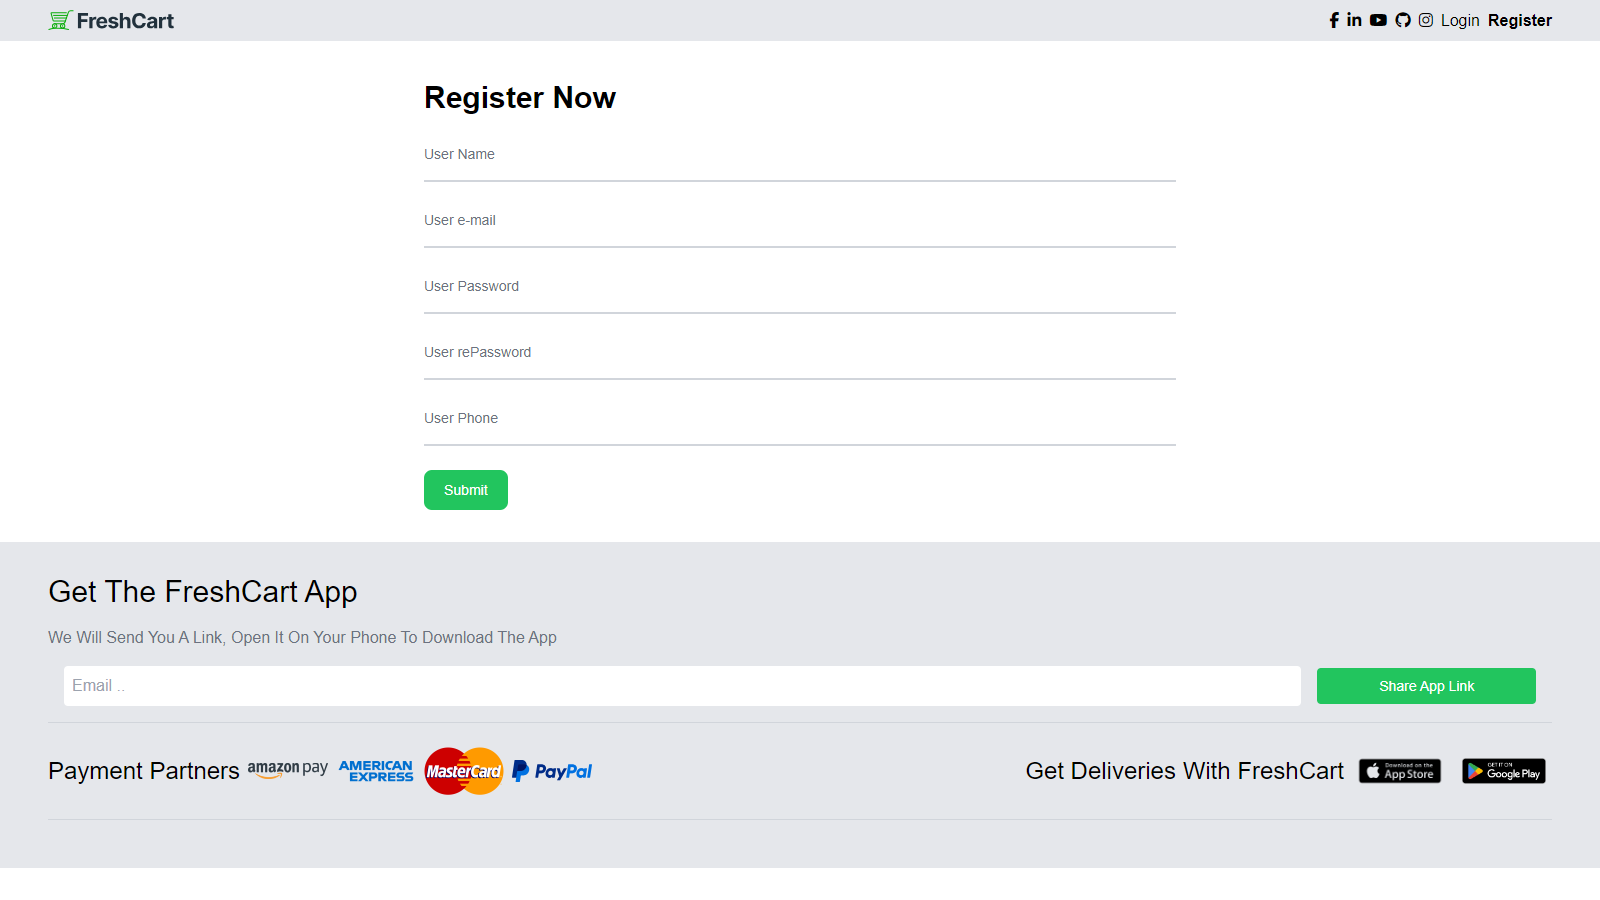 FreshCart
Login Register
Register Now
User Name
User e-mail
User Password
User rePassword
User Phone
Submit
Get The FreshCart App
We Will Send You A Link, Open It On Your Phone To Download The App
Email ..
Share App Link
Payment Partners
amazon pay
AMERICAN
EXPRESS
MasterCard
PayPal
Get Deliveries With FreshCart
Download on the
App Store
GET IT ON
Google Play